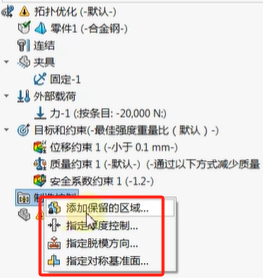 拓扑优化 (-默认-)
零件1 (-合金钢-)
连结
夹具
固定-1
外部载荷
力-1 (:按条目: -20,000 N:)
目标和约束(-最佳强度重量比（默认）-)
位移约束 1 (-小于 0.1 mm-)
质量约束 1 (-默认-) (-通过以下方式减少质量
安全系数约束 1 (-1.2-)
添加保留的区域...
指定厚度控制...
指定脱模方向...
指定对称基准面...